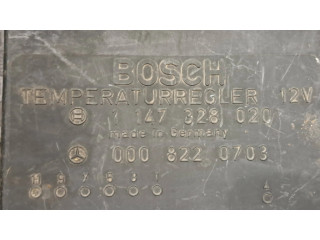 BOSCH
TEMPERATURREGLER 12V
1 147 328 020
made in Germany
000 822 0703